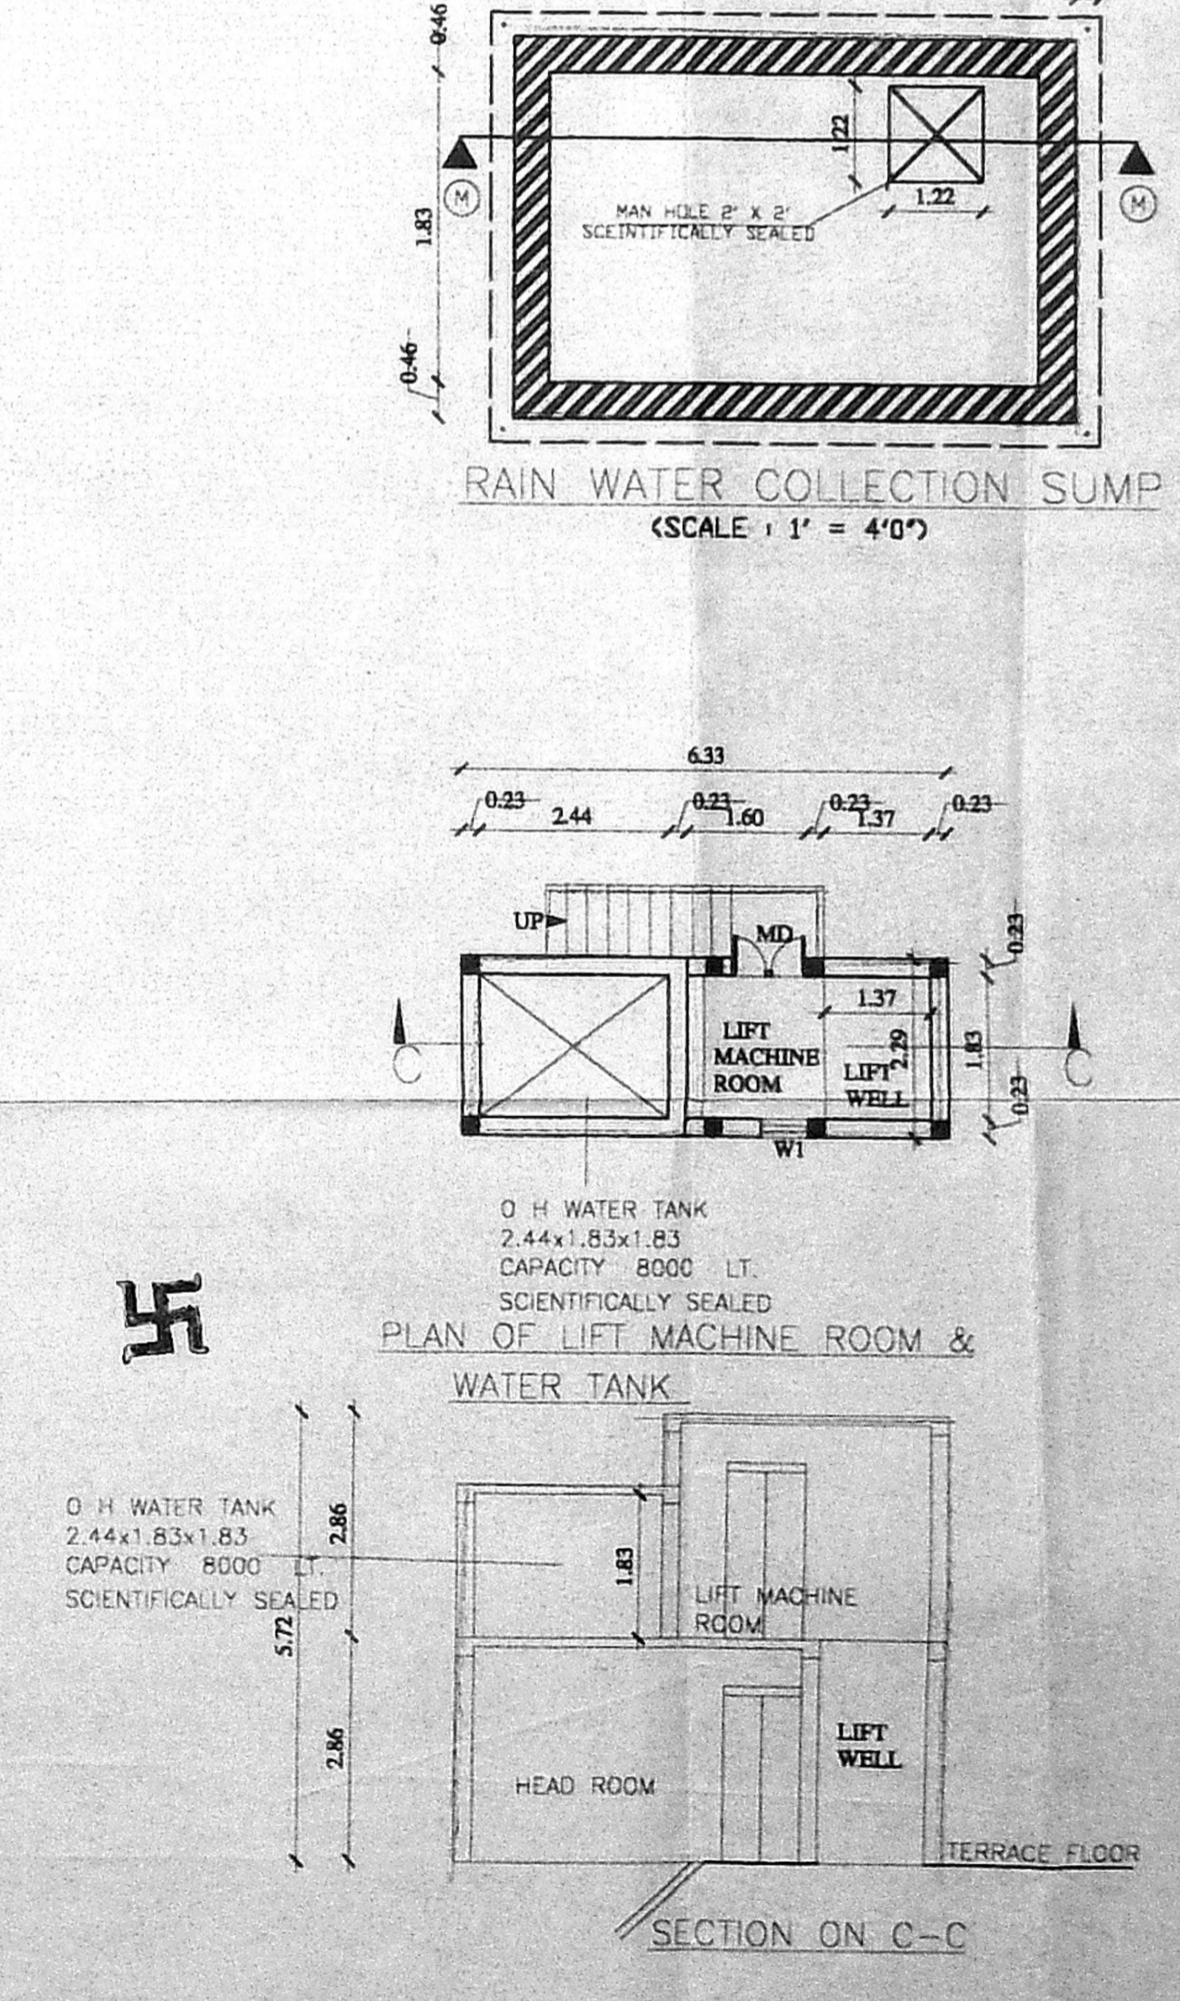 0.46
1.22
M
M
1.22
1.83
MAN HOLE 2' X 2'
SCEINTIFICALLY SEALED
0.46
RAIN WATER COLLECTION SUMP
(SCALE : 1' = 4'0")
6.33
0.23 0.23 0.23 0.23
2.44 1.60 1.37
UP
MD
0.23
1.37
LIFT
MACHINE
ROOM
2.29
1.83
LIFT
WELL
C
C
0.23
W1
O H WATER TANK
2.44x1.83x1.83
CAPACITY 8000 LT.
SCIENTIFICALLY SEALED
PLAN OF LIFT MACHINE ROOM &
WATER TANK
O H WATER TANK
2.44x1.83x1.83
CAPACITY 8000 LT.
SCIENTIFICALLY SEALED
2.86
1.83
LIFT MACHINE
ROOM
5.72
2.86
LIFT
WELL
HEAD ROOM
TERRACE FLOOR
SECTION ON C-C